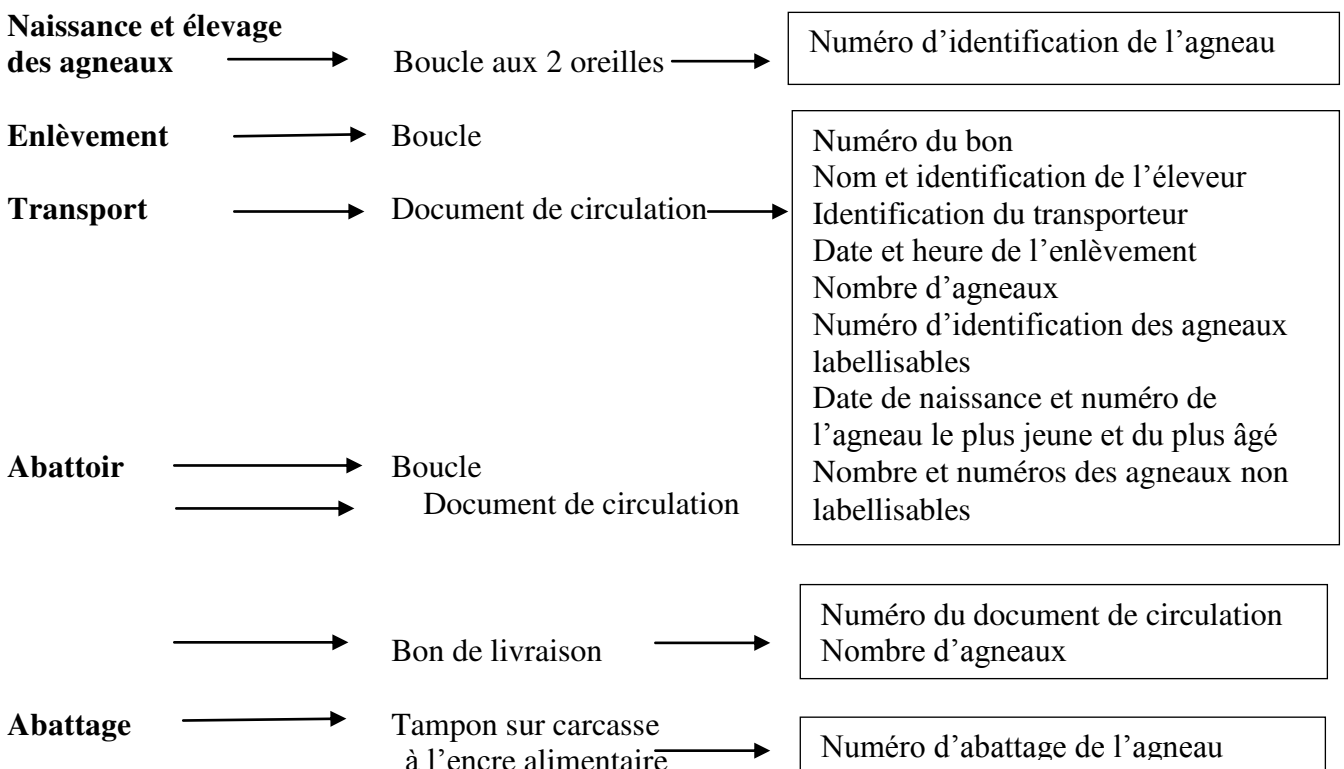 Naissance et élevage
des agneaux
Boucle aux 2 oreilles
Numéro d’identification de l’agneau
Enlèvement
Boucle
Transport
Document de circulation
Numéro du bon
Nom et identification de l’éleveur
Identification du transporteur
Date et heure de l’enlèvement
Nombre d’agneaux
Numéro d’identification des agneaux
labellisables
Date de naissance et numéro de
l’agneau le plus jeune et du plus âgé
Nombre et numéros des agneaux non
labellisables
Abattoir
Boucle
Document de circulation
Bon de livraison
Numéro du document de circulation
Nombre d’agneaux
Abattage
Tampon sur carcasse
à l’encre alimentaire
Numéro d’abattage de l’agneau